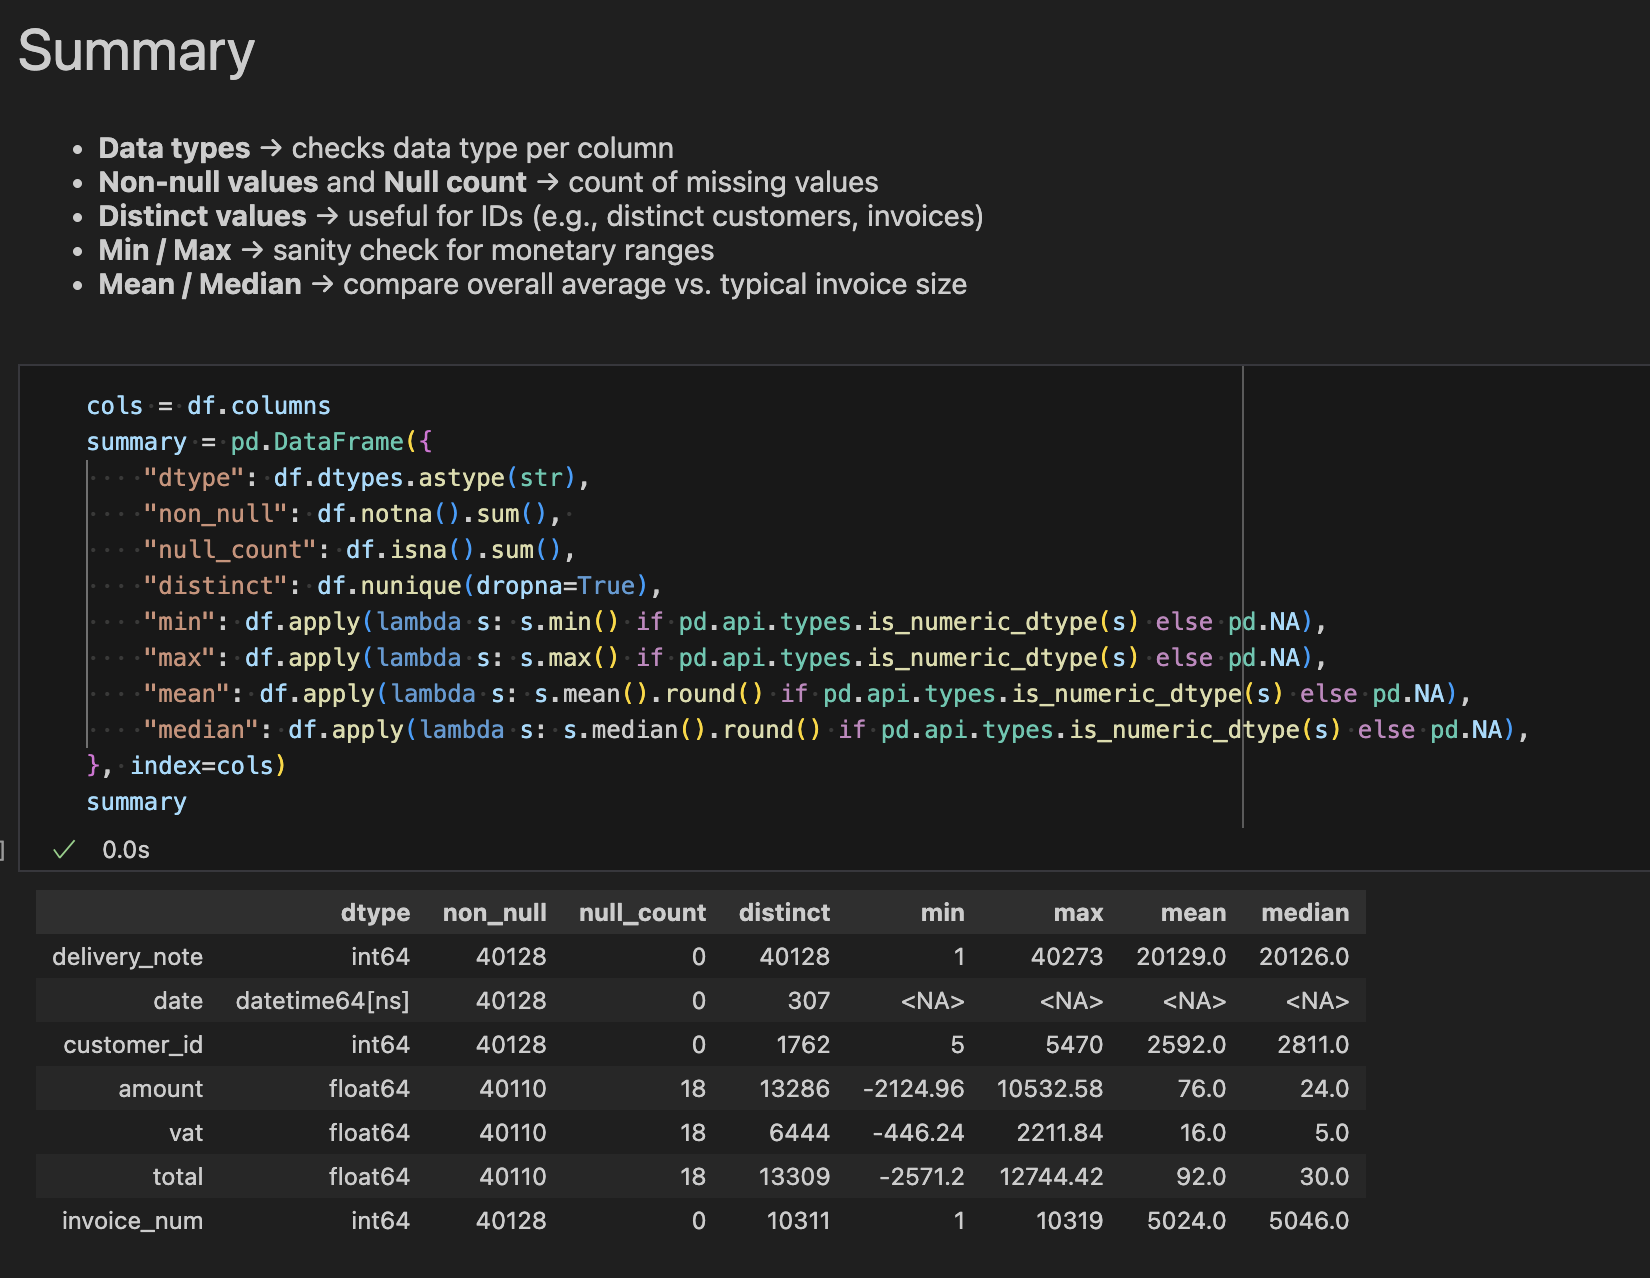 Summary
• Data types → checks data type per column
• Non-null values and Null count → count of missing values
• Distinct values → useful for IDs (e.g., distinct customers, invoices)
• Min / Max → sanity check for monetary ranges
• Mean / Median → compare overall average vs. typical invoice size
cols = df.columns
summary = pd.DataFrame({
    "dtype": df.dtypes.astype(str),
    "non_null": df.notna().sum(),
    "null_count": df.isna().sum(),
    "distinct": df.nunique(dropna=True),
    "min": df.apply(lambda s: s.min() if pd.api.types.is_numeric_dtype(s) else pd.NA),
    "max": df.apply(lambda s: s.max() if pd.api.types.is_numeric_dtype(s) else pd.NA),
    "mean": df.apply(lambda s: s.mean().round() if pd.api.types.is_numeric_dtype(s) else pd.NA),
    "median": df.apply(lambda s: s.median().round() if pd.api.types.is_numeric_dtype(s) else pd.NA),
}, index=cols)
summary
] ✓ 0.0s
dtype non_null null_count distinct min max mean median
delivery_note int64 40128 0 40128 1 40273 20129.0 20126.0
date datetime64[ns] 40128 0 307 <NA> <NA> <NA> <NA>
customer_id int64 40128 0 1762 5 5470 2592.0 2811.0
amount float64 40110 18 13286 -2124.96 10532.58 76.0 24.0
vat float64 40110 18 6444 -446.24 2211.84 16.0 5.0
total float64 40110 18 13309 -2571.2 12744.42 92.0 30.0
invoice_num int64 40128 0 10311 1 10319 5024.0 5046.0